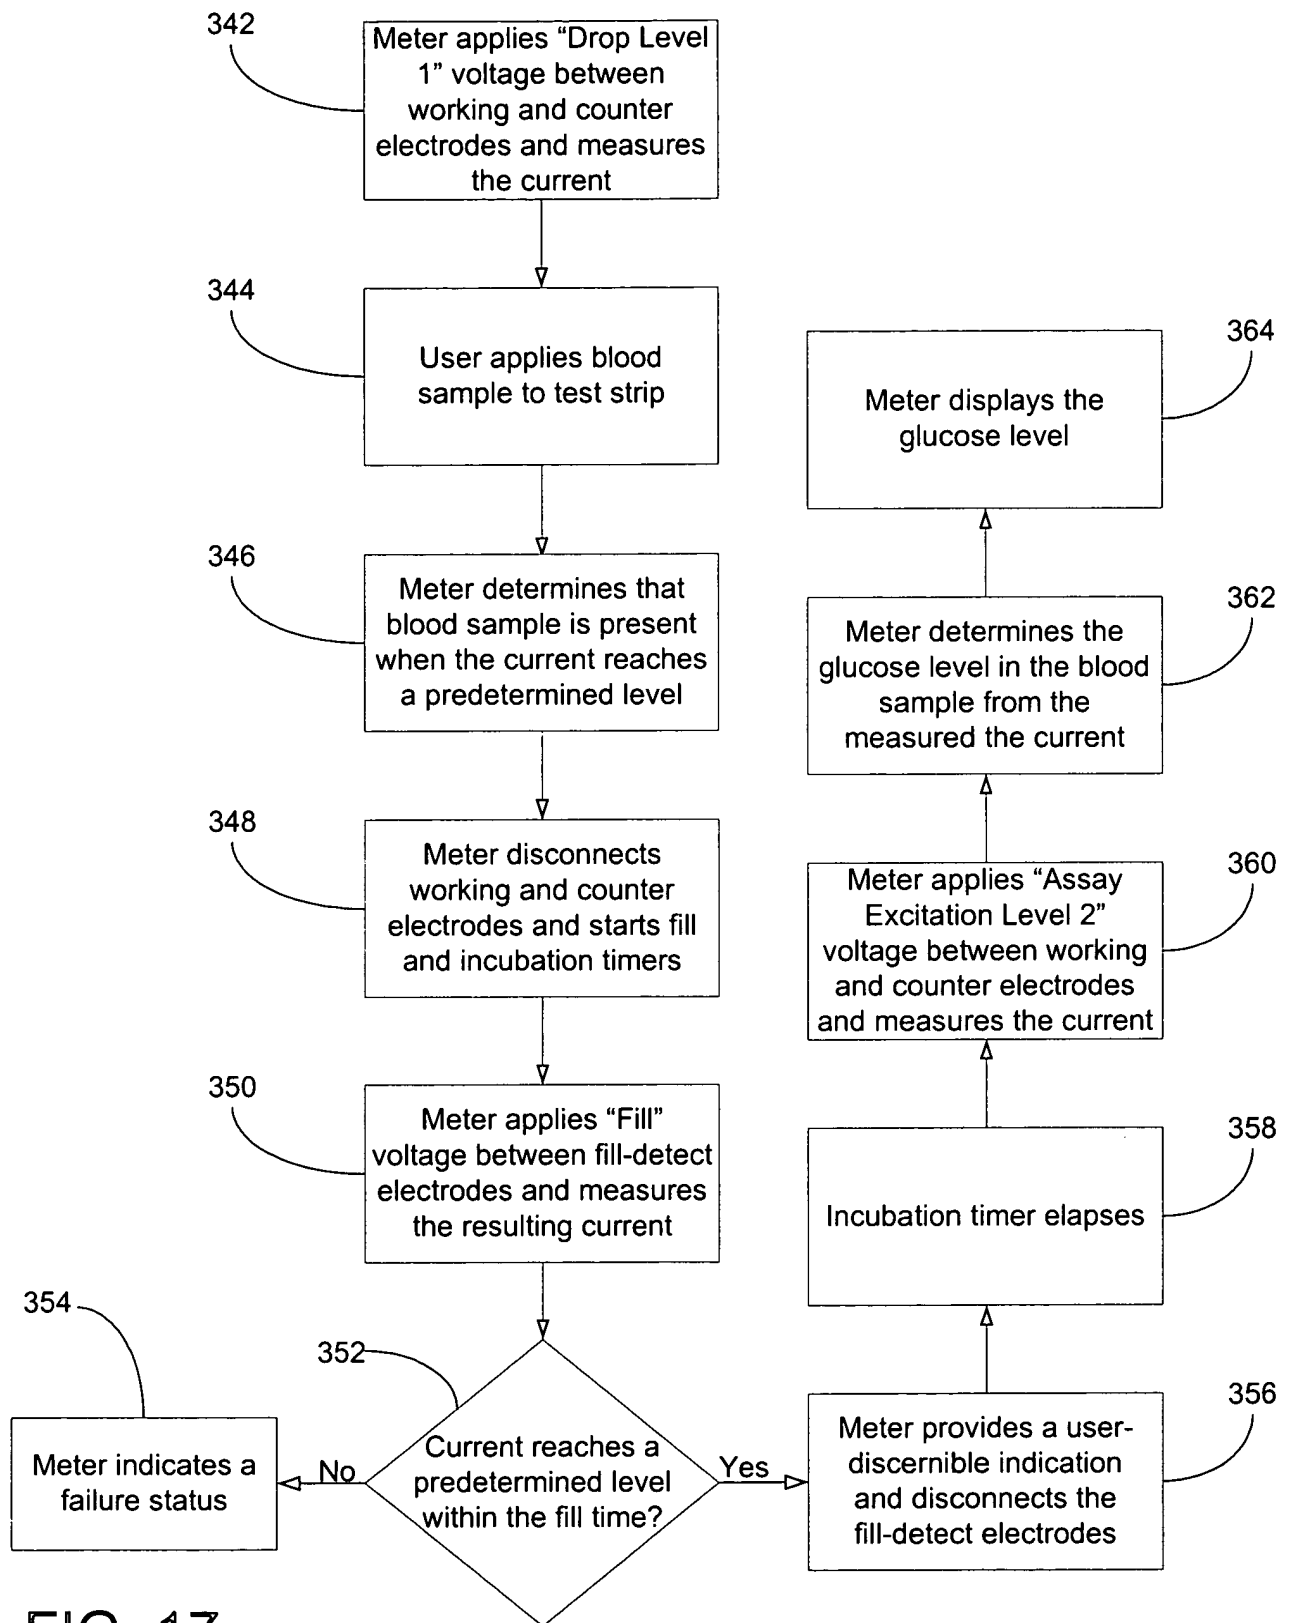 342
Meter applies “Drop Level
1” voltage between
working and counter
electrodes and measures
the current
344
User applies blood
sample to test strip
346
Meter determines that
blood sample is present
when the current reaches
a predetermined level
348
Meter disconnects
working and counter
electrodes and starts fill
and incubation timers
350
Meter applies “Fill”
voltage between fill-detect
electrodes and measures
the resulting current
352
Current reaches a
predetermined level
within the fill time?
No
354
Meter indicates a
failure status
Yes
356
Meter provides a user-
discernible indication
and disconnects the
fill-detect electrodes
358
Incubation timer elapses
360
Meter applies “Assay
Excitation Level 2”
voltage between working
and counter electrodes
and measures the current
362
Meter determines the
glucose level in the blood
sample from the
measured the current
364
Meter displays the
glucose level
FIG. 17